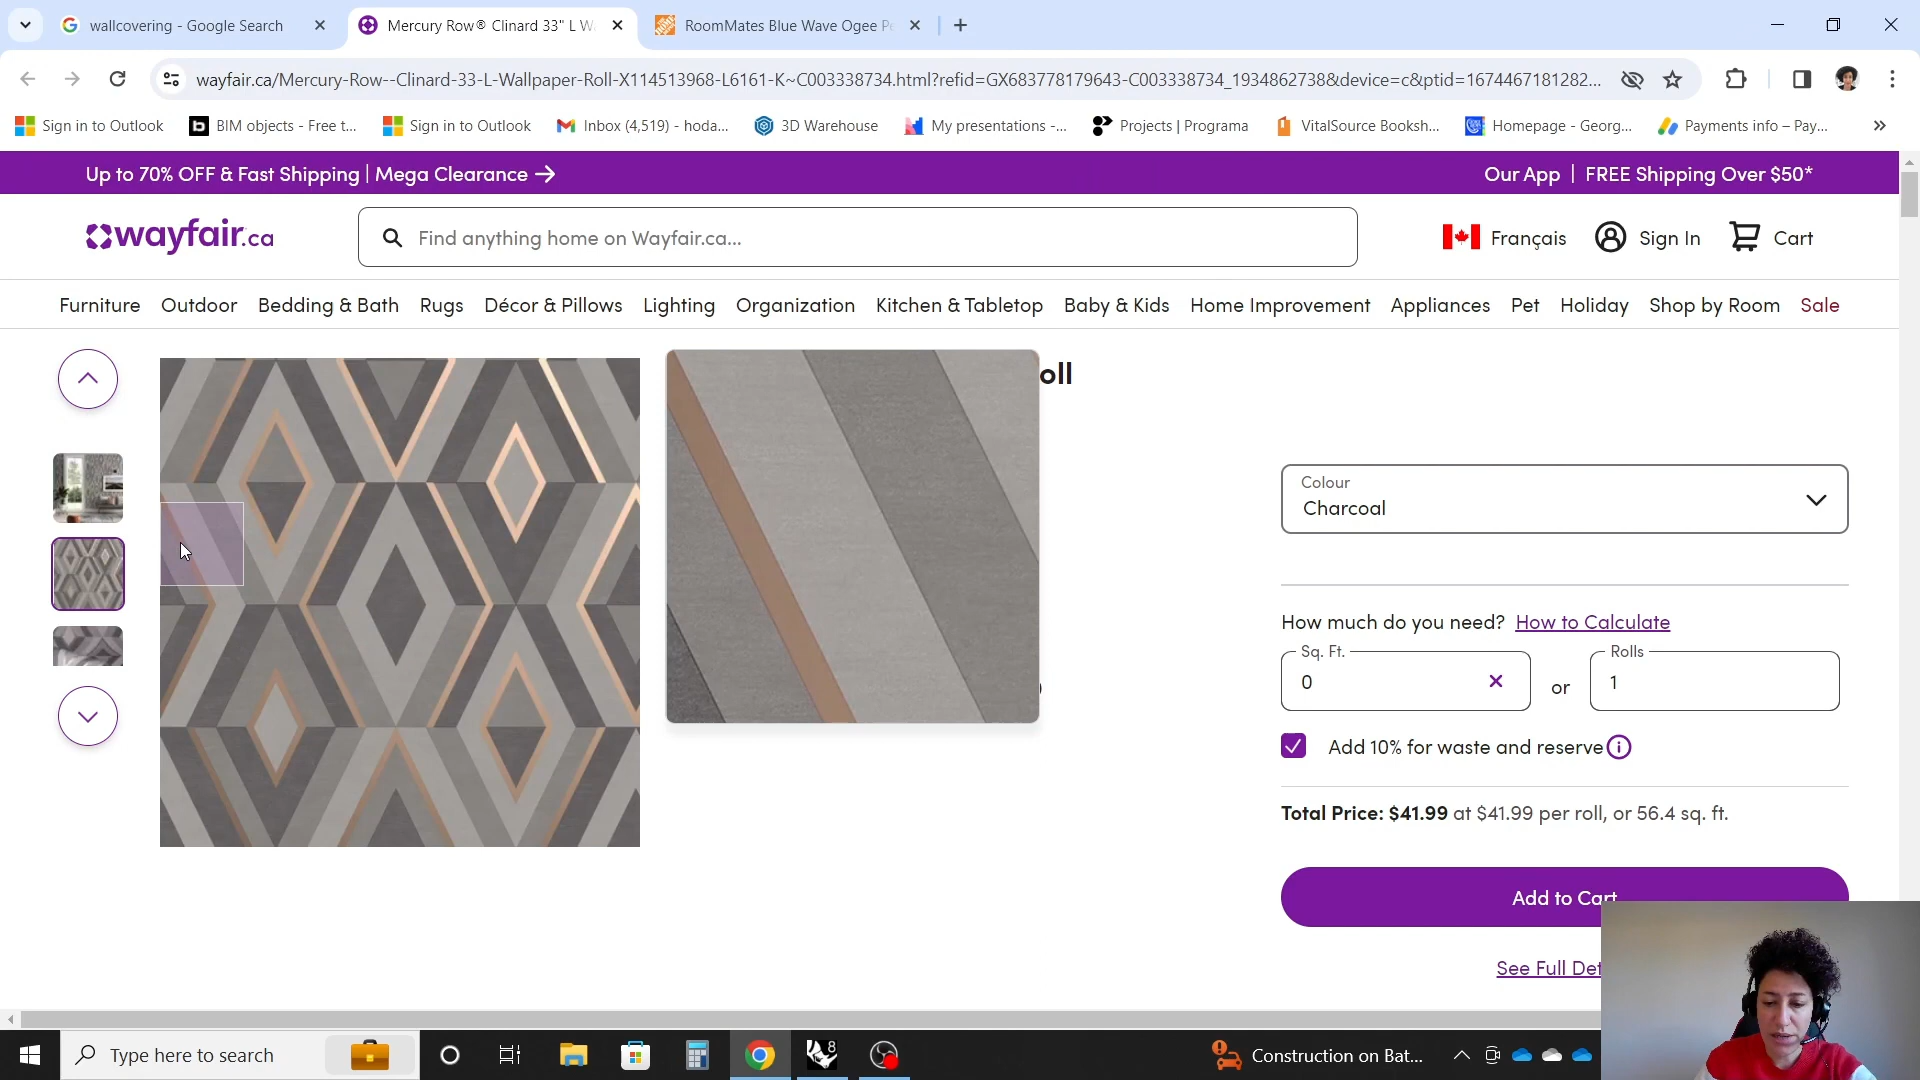 wallcovering - Google Search
Mercury Row® Clinard 33" L W
RoomMates Blue Wave Ogee Pe
wayfair.ca/Mercury-Row--Clinard-33-L-Wallpaper-Roll-X114513968-L6161-K~C003338734.html?refid=GX683778179643-C003338734_1934862738&device=c&ptid=1674467181282...
Sign in to Outlook
BIM objects - Free t...
Sign in to Outlook
Inbox (4,519) - hoda...
3D Warehouse
My presentations -...
Projects | Programa
VitalSource Booksh...
Homepage - Georg...
Payments info – Pay...
Up to 70% OFF & Fast Shipping | Mega Clearance →
Our App | FREE Shipping Over $50*
wayfair.ca
Find anything home on Wayfair.ca...
Français
Sign In
Cart
Furniture Outdoor Bedding & Bath Rugs Décor & Pillows Lighting Organization Kitchen & Tabletop Baby & Kids Home Improvement Appliances Pet Holiday Shop by Room Sale
oll
Colour
Charcoal
How much do you need? How to Calculate
Sq. Ft.
0
or
Rolls
1
Add 10% for waste and reserve
Total Price: $41.99 at $41.99 per roll, or 56.4 sq. ft.
Add to Cart
See Full Det
Type here to search
8
Construction on Bat...